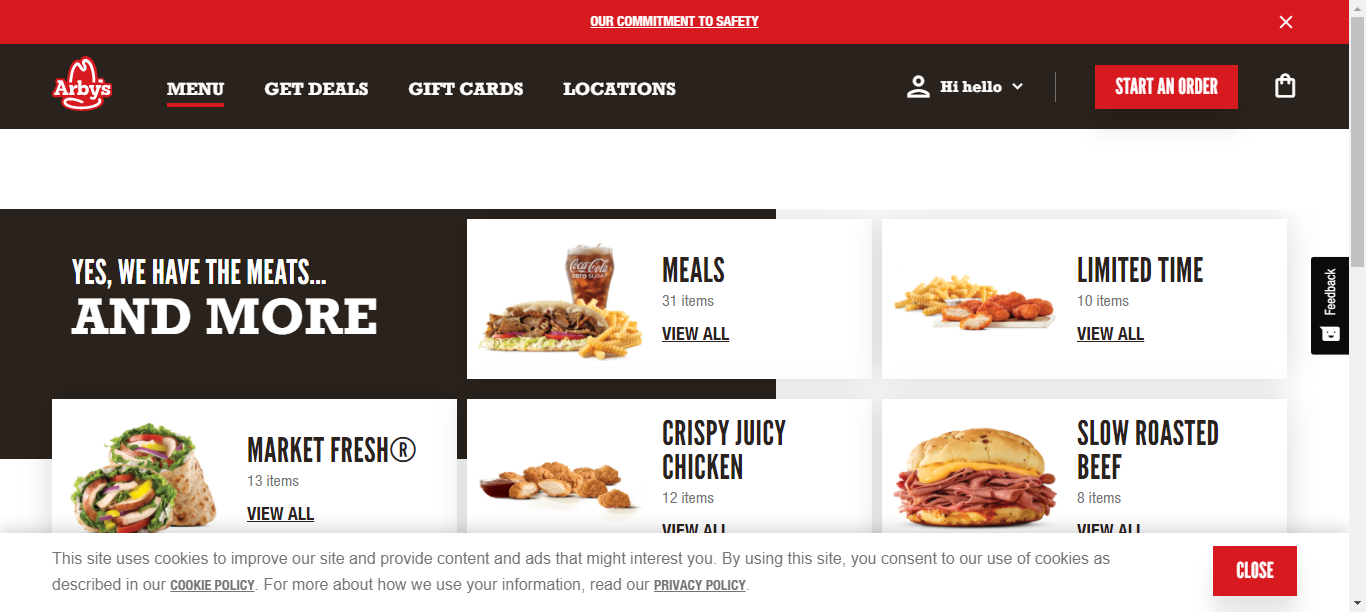 OUR COMMITMENT TO SAFETY
Arby's
MENU
GET DEALS
GIFT CARDS
LOCATIONS
Hi hello
START AN ORDER
YES, WE HAVE THE MEATS...
AND MORE
Coca-Cola
ZERO SUGAR
MEALS
31 items
VIEW ALL
LIMITED TIME
10 items
VIEW ALL
Feedback
MARKET FRESH®
13 items
VIEW ALL
CRISPY JUICY
CHICKEN
12 items
VIEW ALL
SLOW ROASTED
BEEF
8 items
VIEW ALL
This site uses cookies to improve our site and provide content and ads that might interest you. By using this site, you consent to our use of cookies as
described in our COOKIE POLICY. For more about how we use your information, read our PRIVACY POLICY.
CLOSE